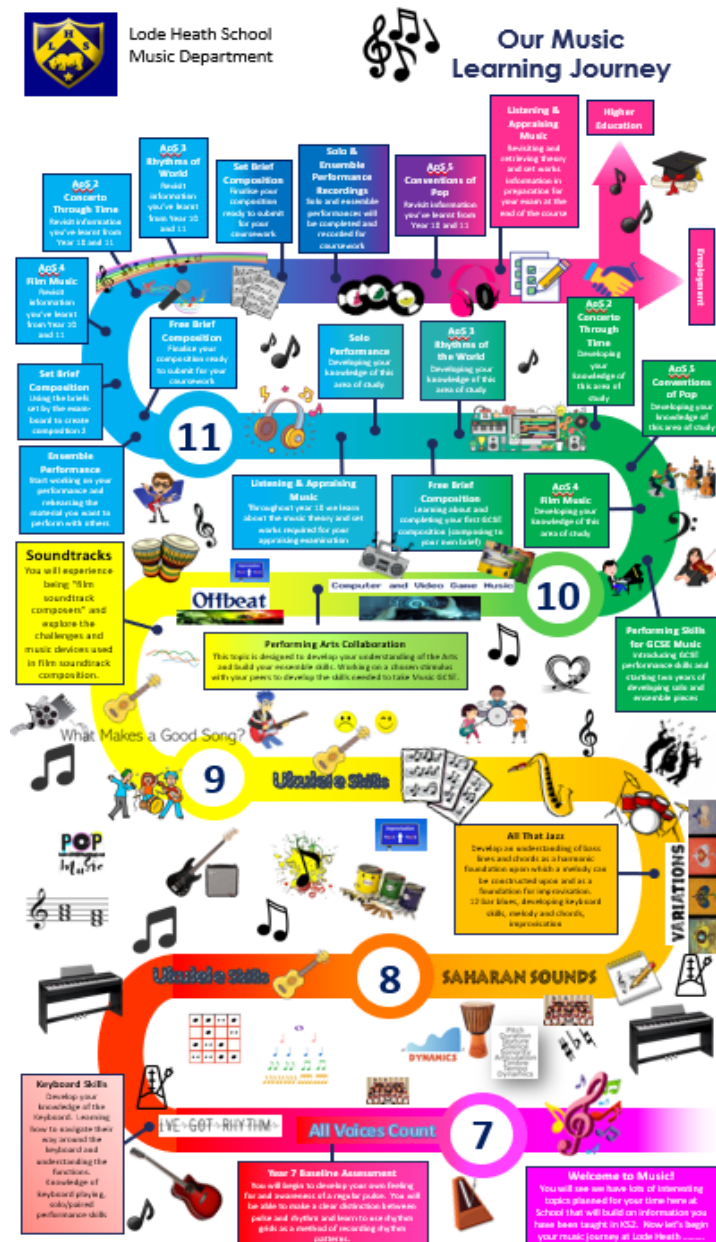 LHS
Lode Heath School
Music Department
Our Music
Learning Journey
Listening &
Appraising
Music
Revisiting and
retrieving theory
and set works
information in
preparation for
your exam at the
end of the course
Higher
Education
AoS 3
Rhythms of
World
Revisit
information
you've learnt
from Year 10
and 11
Set Brief
Composition
Finalise your
composition
ready to submit
for your
coursework
Solo &
Ensemble
Performance
Recordings
Solo and ensemble
performances will
be completed and
recorded for
coursework
AoS 5
Conventions of
Pop
Revisit information
you've learnt from
Year 10 and 11
AoS 2
Concerto
Through Time
Revisit information
you've learnt from
Year 10 and 11
Employment
AoS 4
Film Music
Revisit
information
you've learnt
from Year 10
and 11
Free Brief
Composition
Finalise your
composition ready
to submit for your
coursework
Solo
Performance
Developing your
knowledge of this
area of study
AoS 3
Rhythms of
the World
Developing your
knowledge of this
area of study
AoS 2
Concerto
Through
Time
Developing
your
knowledge of
this area of
study
AoS 5
Conventions
of Pop
Developing your
knowledge of this
area of study
Set Brief
Composition
Using the briefs
set by the exam-
board to create
composition 2
11
Ensemble
Performance
Start working on your
performance and
rehearsing the
material you want to
perform with others
Listening & Appraising
Music
Throughout year 10 we learn
about the music theory and set
works required for your
appraising examination
Free Brief
Composition
Learning about and
completing your first GCSE
composition (composing to
your own brief)
AoS 4
Film Music
Developing your
knowledge of this
area of study
Soundtracks
You will experience
being "film
soundtrack
composers" and
explore the
challenges and
music devices used
in film soundtrack
composition.
Offbeat
Computer and Video Game Music
10
Performing Arts Collaboration
This topic is designed to develop your understanding of the Arts
and build your ensemble skills. Working on a chosen stimulus
with your peers to develop the skills needed to take Music GCSE.
Performing Skills
for GCSE Music
Introducing GCSE
performance skills and
starting two years of
developing solo and
ensemble pieces
What Makes a Good Song?
9
Ukulele Skills
All That Jazz
Develop an understanding of bass
lines and chords as a harmonic
foundation upon which a melody can
be constructed upon and as a
foundation for improvisation.
12 bar blues, developing keyboard
skills, melody and chords,
improvisation
VARIATIONS
POP
Music
Ukulele Skills
8
SAHARAN SOUNDS
DYNAMICS
Pitch
Duration
Texture
Silence
Sonority
Articulation
Timbre
Tempo
Dynamics
Keyboard Skills
Develop your
knowledge of the
Keyboard. Learning
how to navigate their
way around the
keyboard and
understanding the
functions.
Knowledge of
Keyboard playing,
solo/paired
performance skills
I'VE GOT RHYTHM
All Voices Count
7
Year 7 Baseline Assessment
You will begin to develop your own feeling
for and awareness of a regular pulse. You will
be able to make a clear distinction between
pulse and rhythm and learn to use rhythm
grids as a method of recording rhythm
patterns.
Welcome to Music!
You will see we have lots of interesting
topics planned for your time here at
School that will build on information you
have been taught in KS2. Now let's begin
your music journey at Lode Heath ........